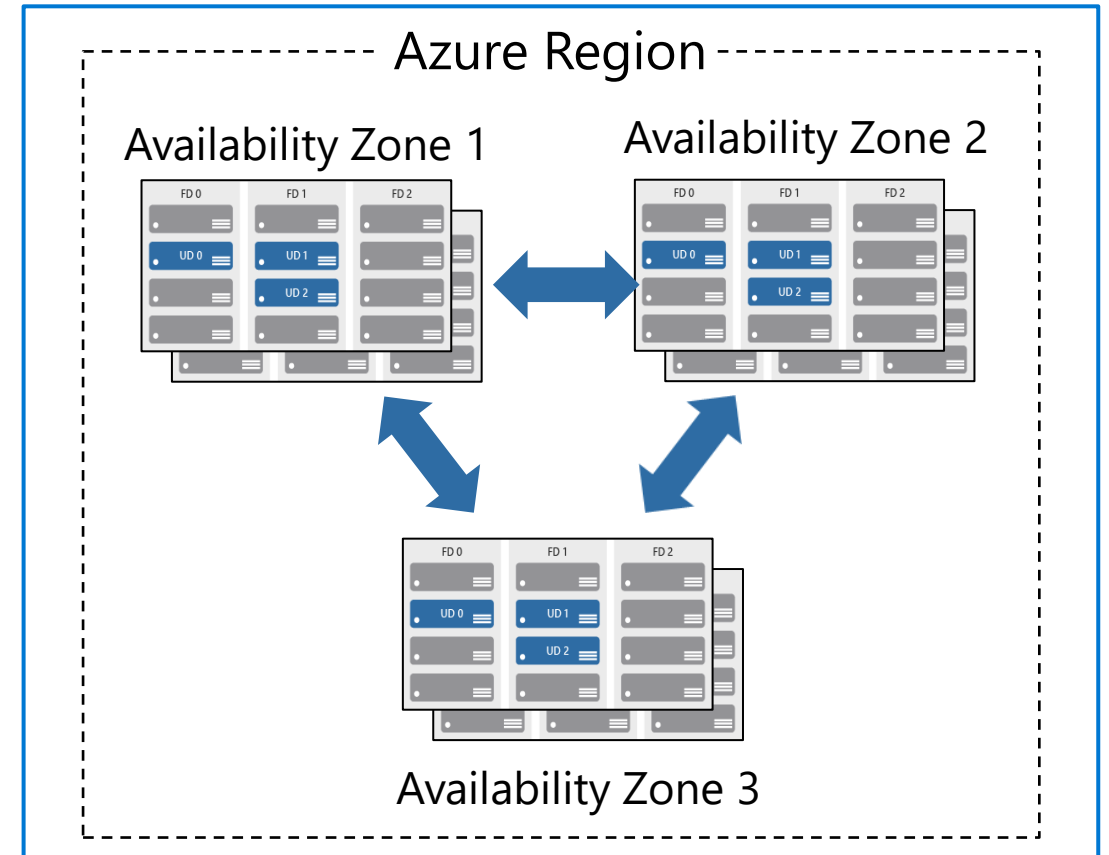 Azure Region
Availability Zone 1
FD 0 FD 1 FD 2
UD 0 UD 1
UD 2
Availability Zone 2
FD 0 FD 1 FD 2
UD 0 UD 1
UD 2
FD 0 FD 1 FD 2
UD 0 UD 1
UD 2
Availability Zone 3